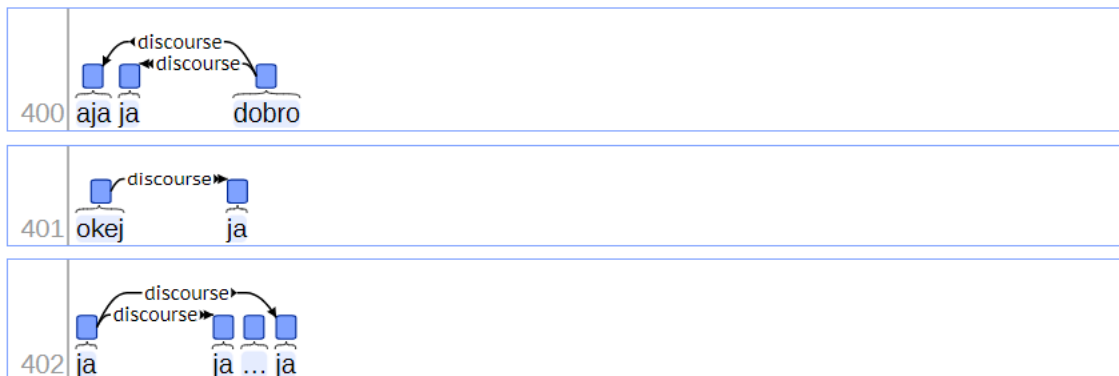 discourse
discourse
400 aja ja dobro
discourse
401 okej ja
discourse
discourse
402 ja ja ... ja